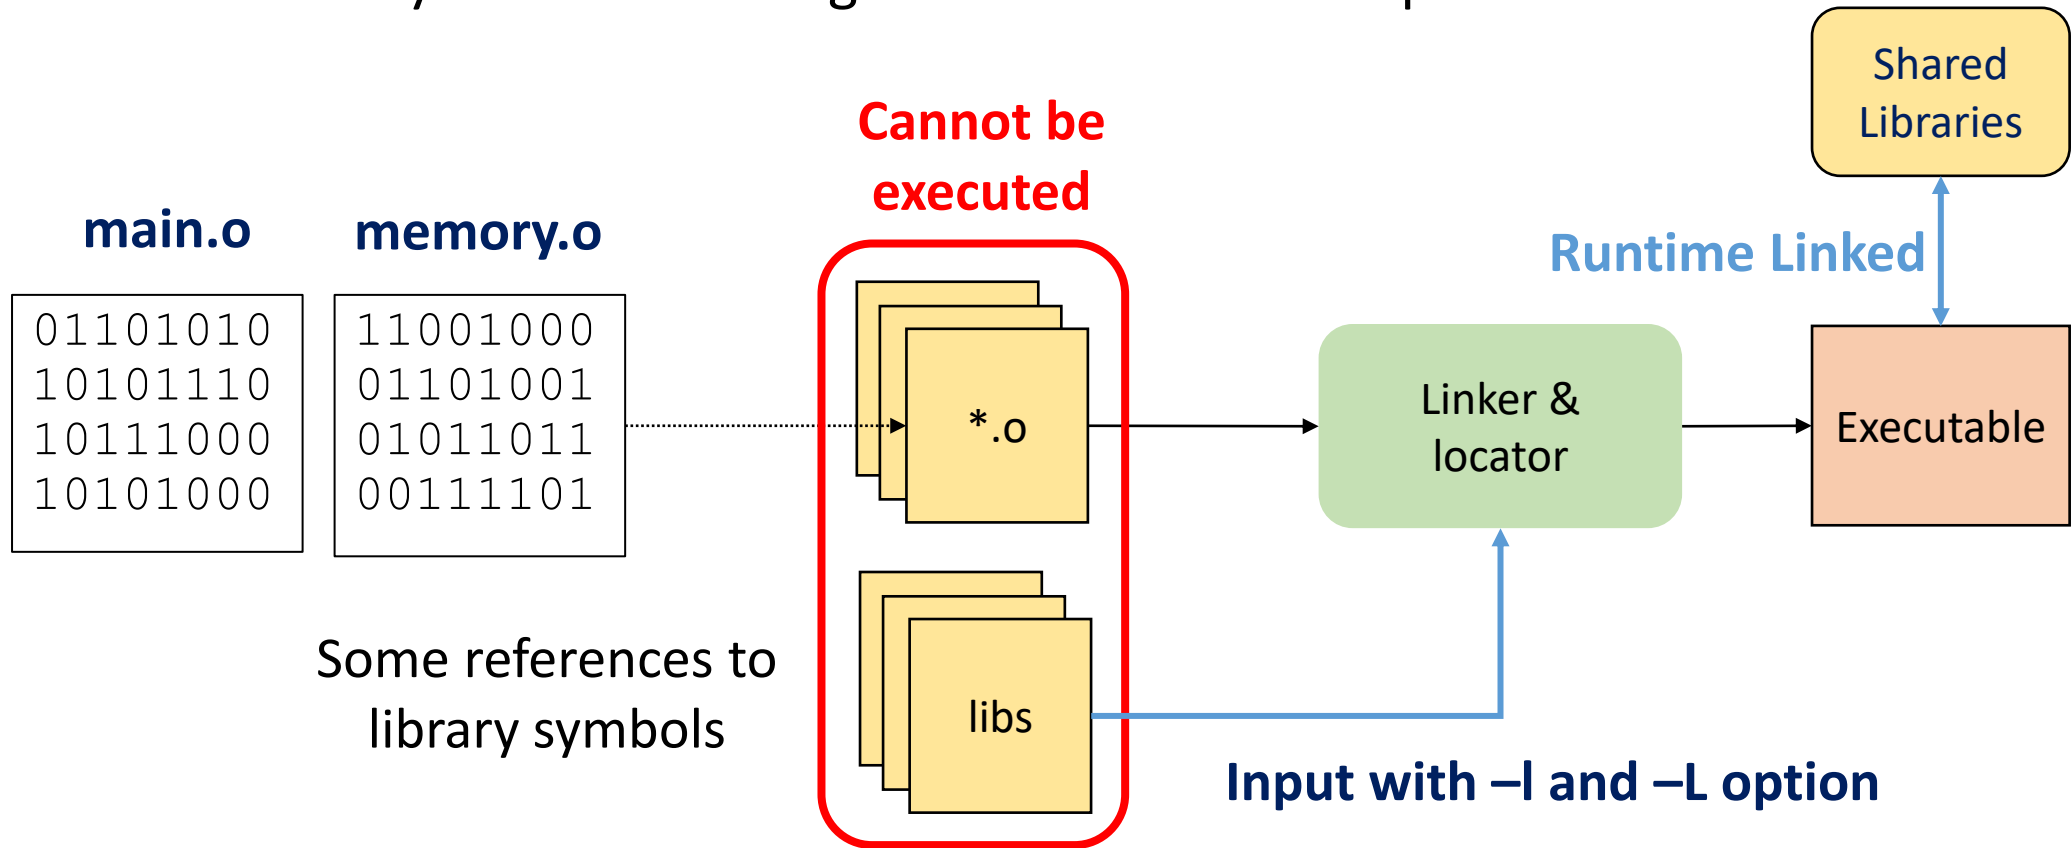 Shared
Libraries
Cannot be
executed
main.o
memory.o
Runtime Linked
01101010
10101110
10111000
10101000
11001000
01101001
01011011
00111101
*.o
Linker &
locator
Executable
Some references to
library symbols
libs
Input with –l and –L option